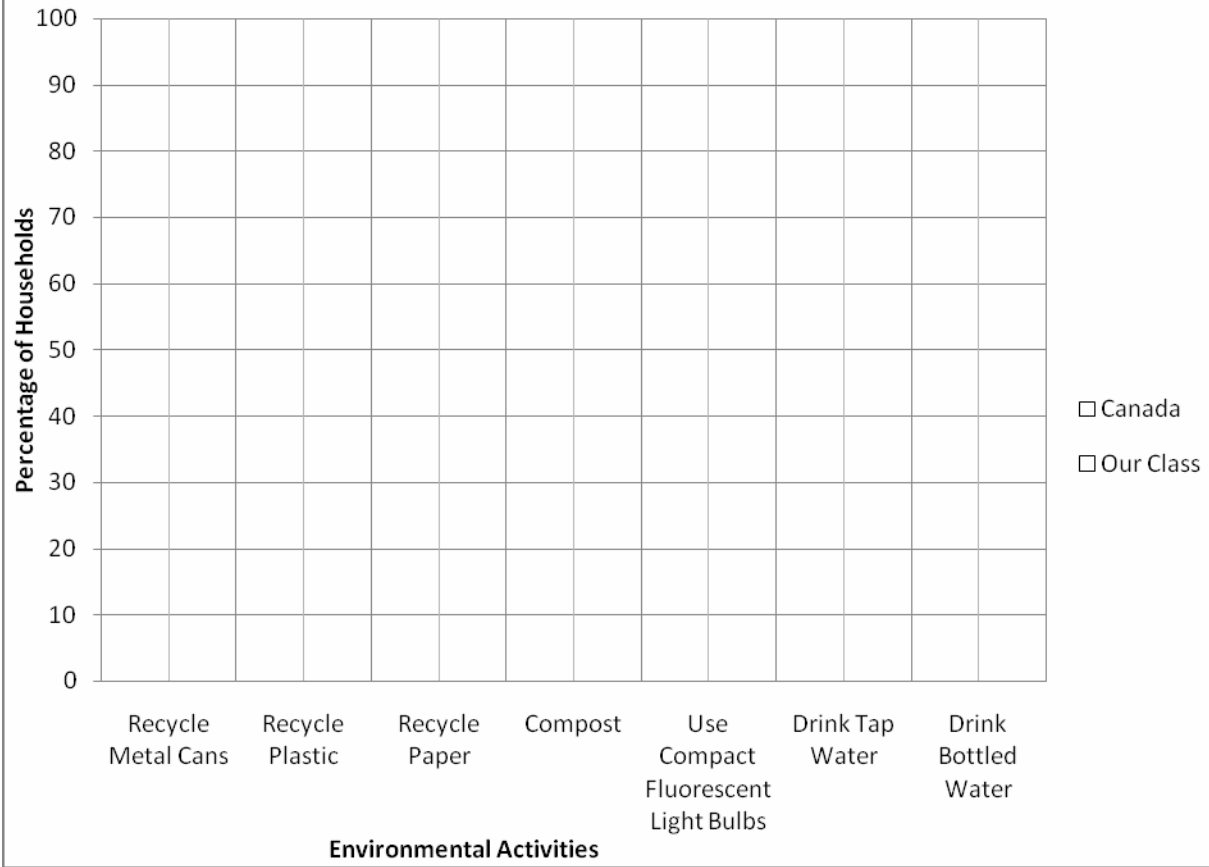 100
90
80
70
60
50
40
30
20
10
0
Percentage of Households
Recycle Metal Cans
Recycle Plastic
Recycle Paper
Compost
Use Compact Fluorescent Light Bulbs
Drink Tap Water
Drink Bottled Water
Environmental Activities
Canada
Our Class